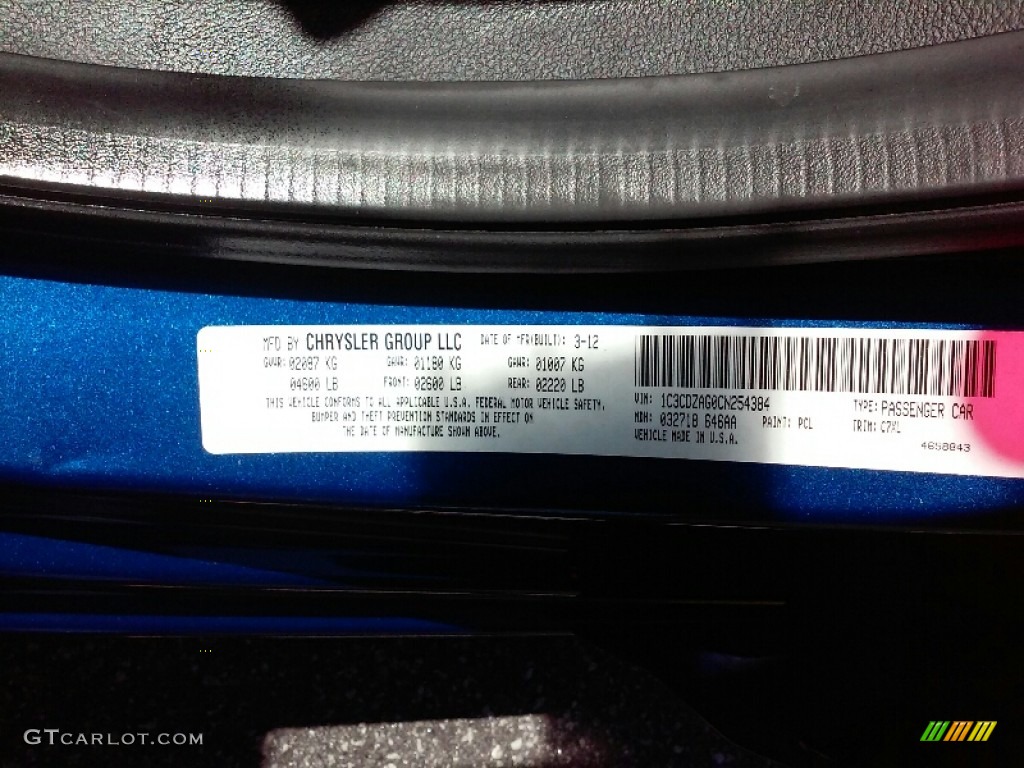 MFD BY CHRYSLER GROUP LLC DATE OF MFR(BUILT): 3-12
GVWR: 02087 KG GAWR: 01180 KG GAWR: 01007 KG
04600 LB FRONT: 02600 LB REAR: 02220 LB
THIS VEHICLE CONFORMS TO ALL APPLICABLE U.S.A. FEDERAL MOTOR VEHICLE SAFETY,
BUMPER AND THEFT PREVENTION STANDARDS IN EFFECT ON
THE DATE OF MANUFACTURE SHOWN ABOVE.
VIN: 1C3CDZAG0CN254384 TYPE: PASSENGER CAR
MDH: 032718 646AA PAINT: PCL TRIM: C7XL
VEHICLE MADE IN U.S.A. 4658043
GTCARLOT.COM